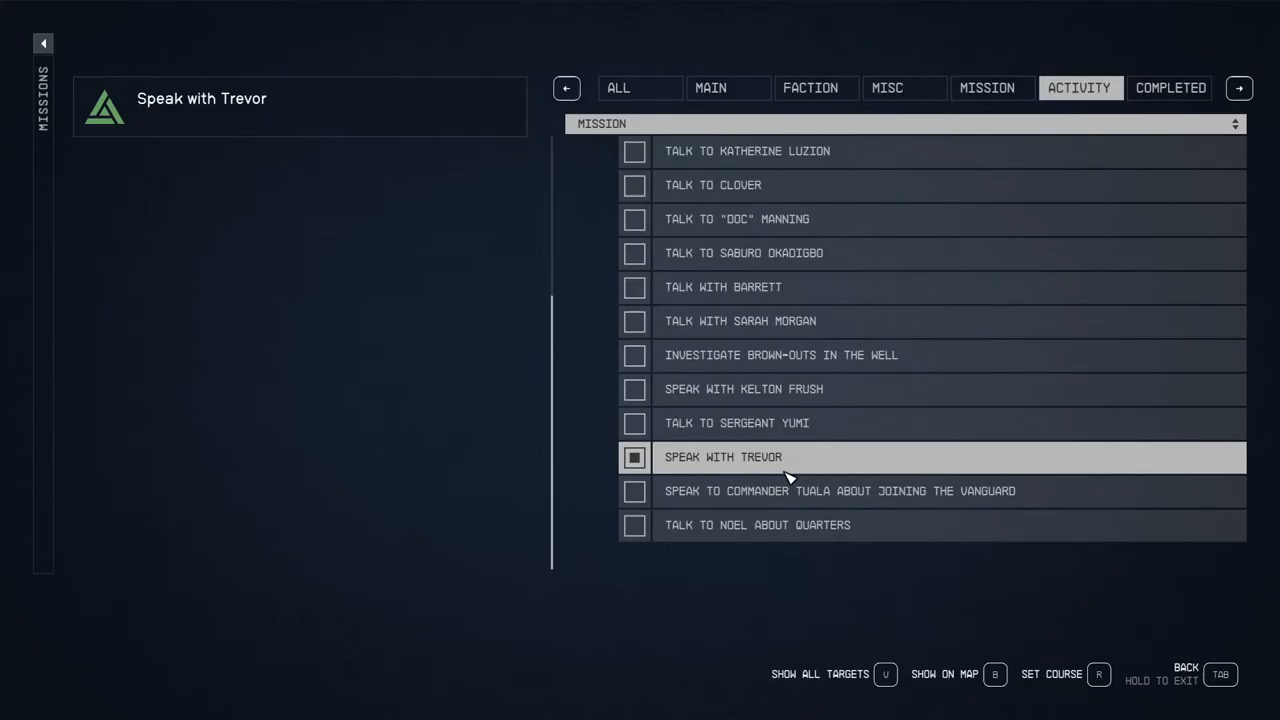 MISSIONS
Speak with Trevor
ALL MAIN FACTION MISC MISSION ACTIVITY COMPLETED
MISSION
TALK TO KATHERINE LUZION
TALK TO CLOVER
TALK TO "DOC" MANNING
TALK TO SABURO OKADIGBO
TALK WITH BARRETT
TALK WITH SARAH MORGAN
INVESTIGATE BROWN-OUTS IN THE WELL
SPEAK WITH KELTON FRUSH
TALK TO SERGEANT YUMI
SPEAK WITH TREVOR
SPEAK TO COMMANDER TUALA ABOUT JOINING THE VANGUARD
TALK TO NOEL ABOUT QUARTERS
SHOW ALL TARGETS V SHOW ON MAP B SET COURSE R BACK TAB
HOLD TO EXIT